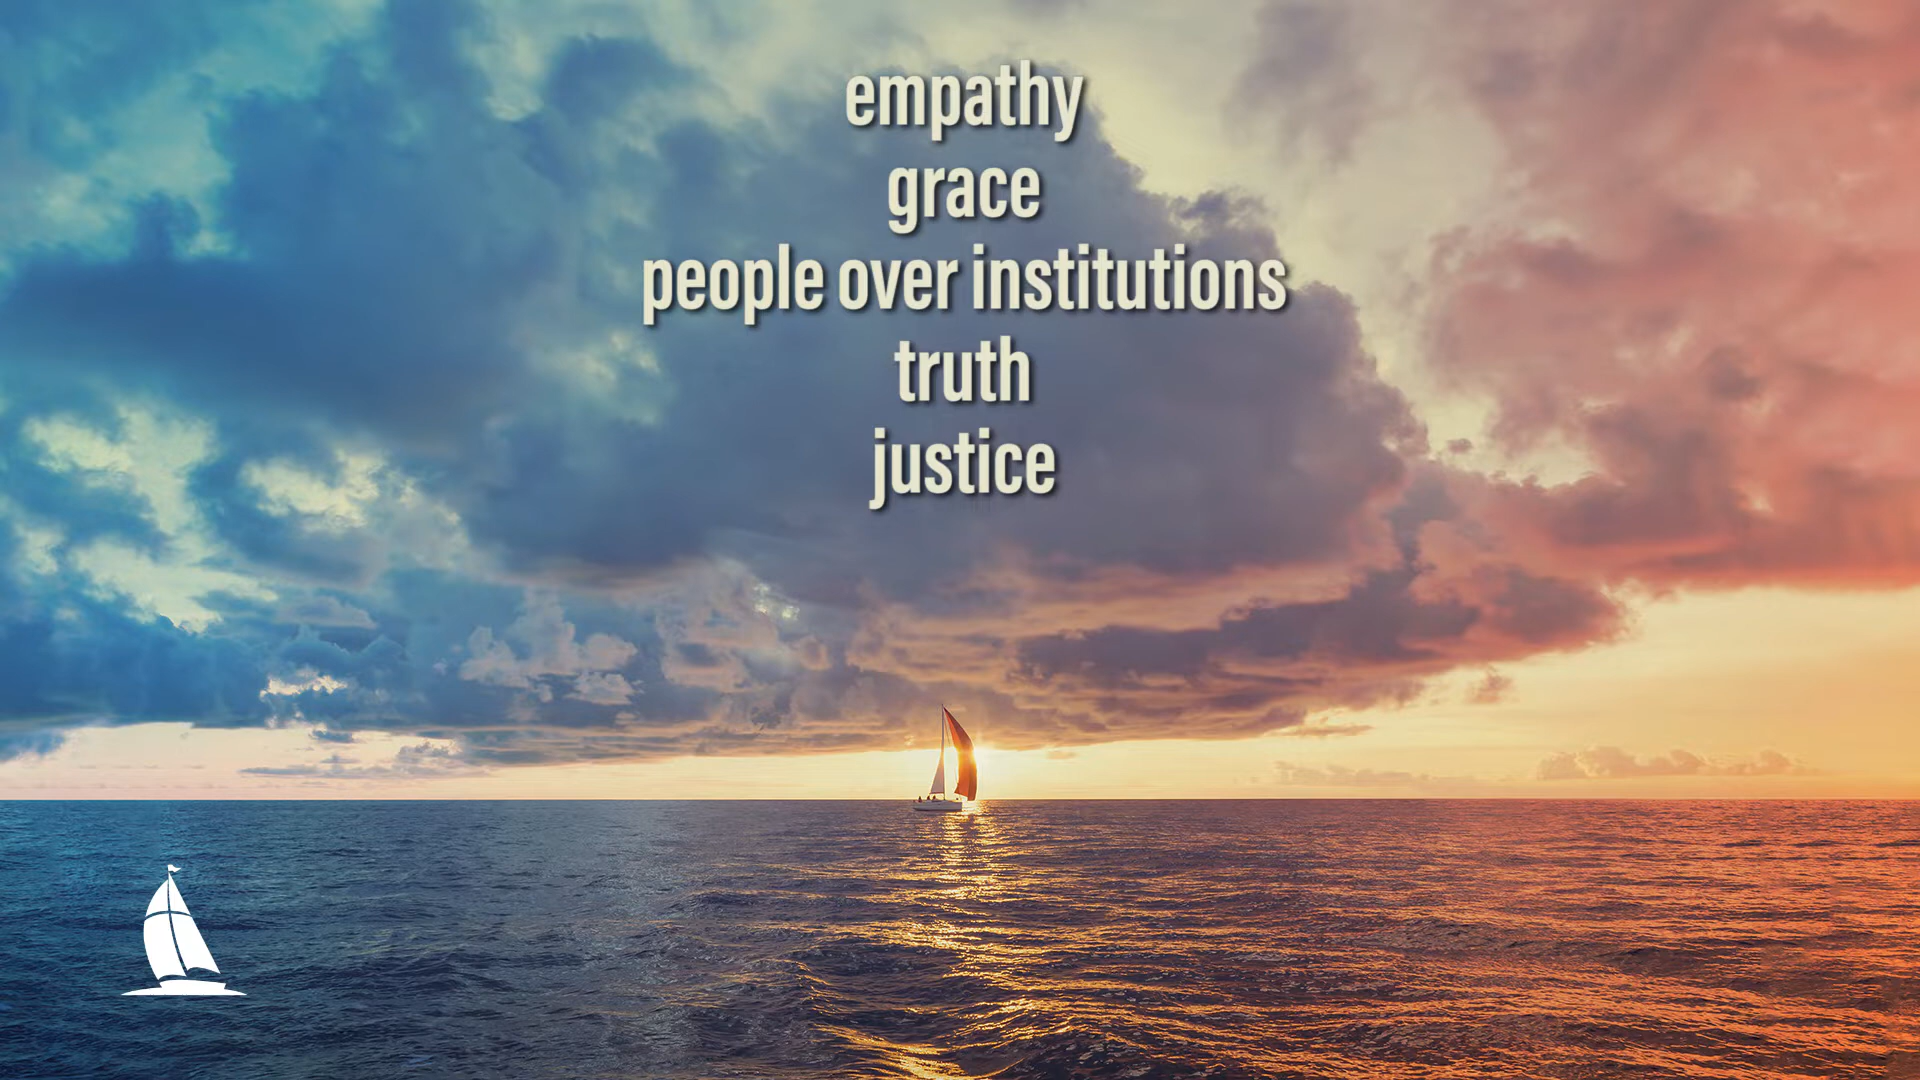 empathy
grace
people over institutions
truth
justice